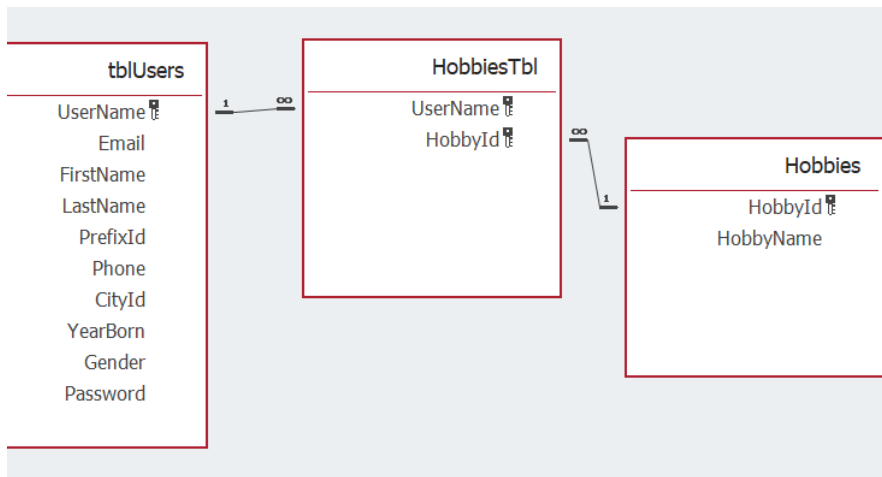 tblUsers
UserName
Email
FirstName
LastName
PrefixId
Phone
CityId
YearBorn
Gender
Password
1 ∞
HobbiesTbl
UserName
HobbyId
∞
1
Hobbies
HobbyId
HobbyName